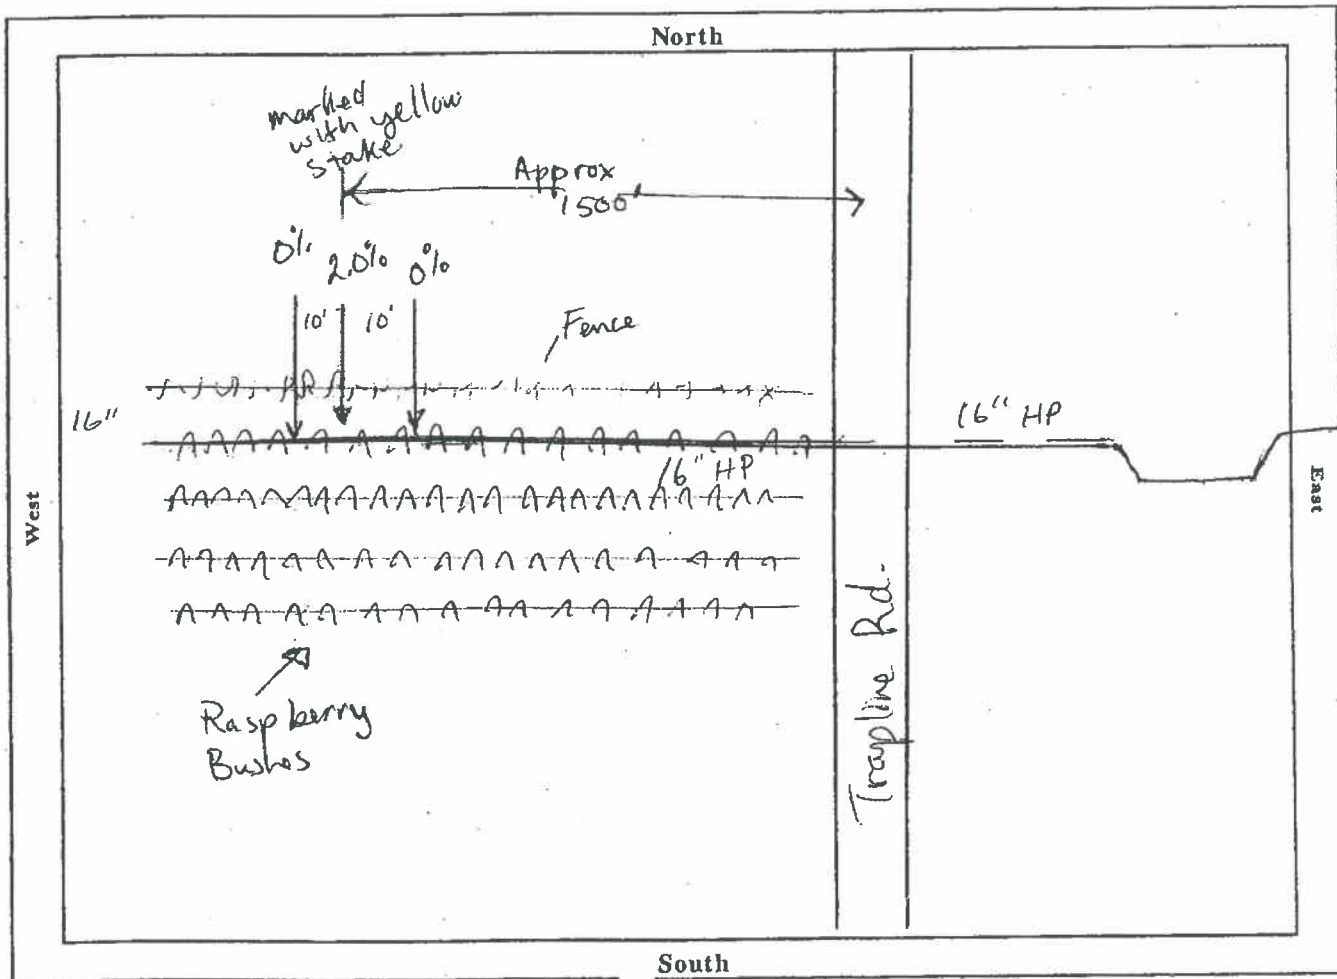 North
marked
with yellow
stake
Approx
1500'
0%
2.0%
0%
10'
10'
Fence
16"
16" HP
16" HP
West
East
Trapline Rd.
Raspberry
Bushes
South